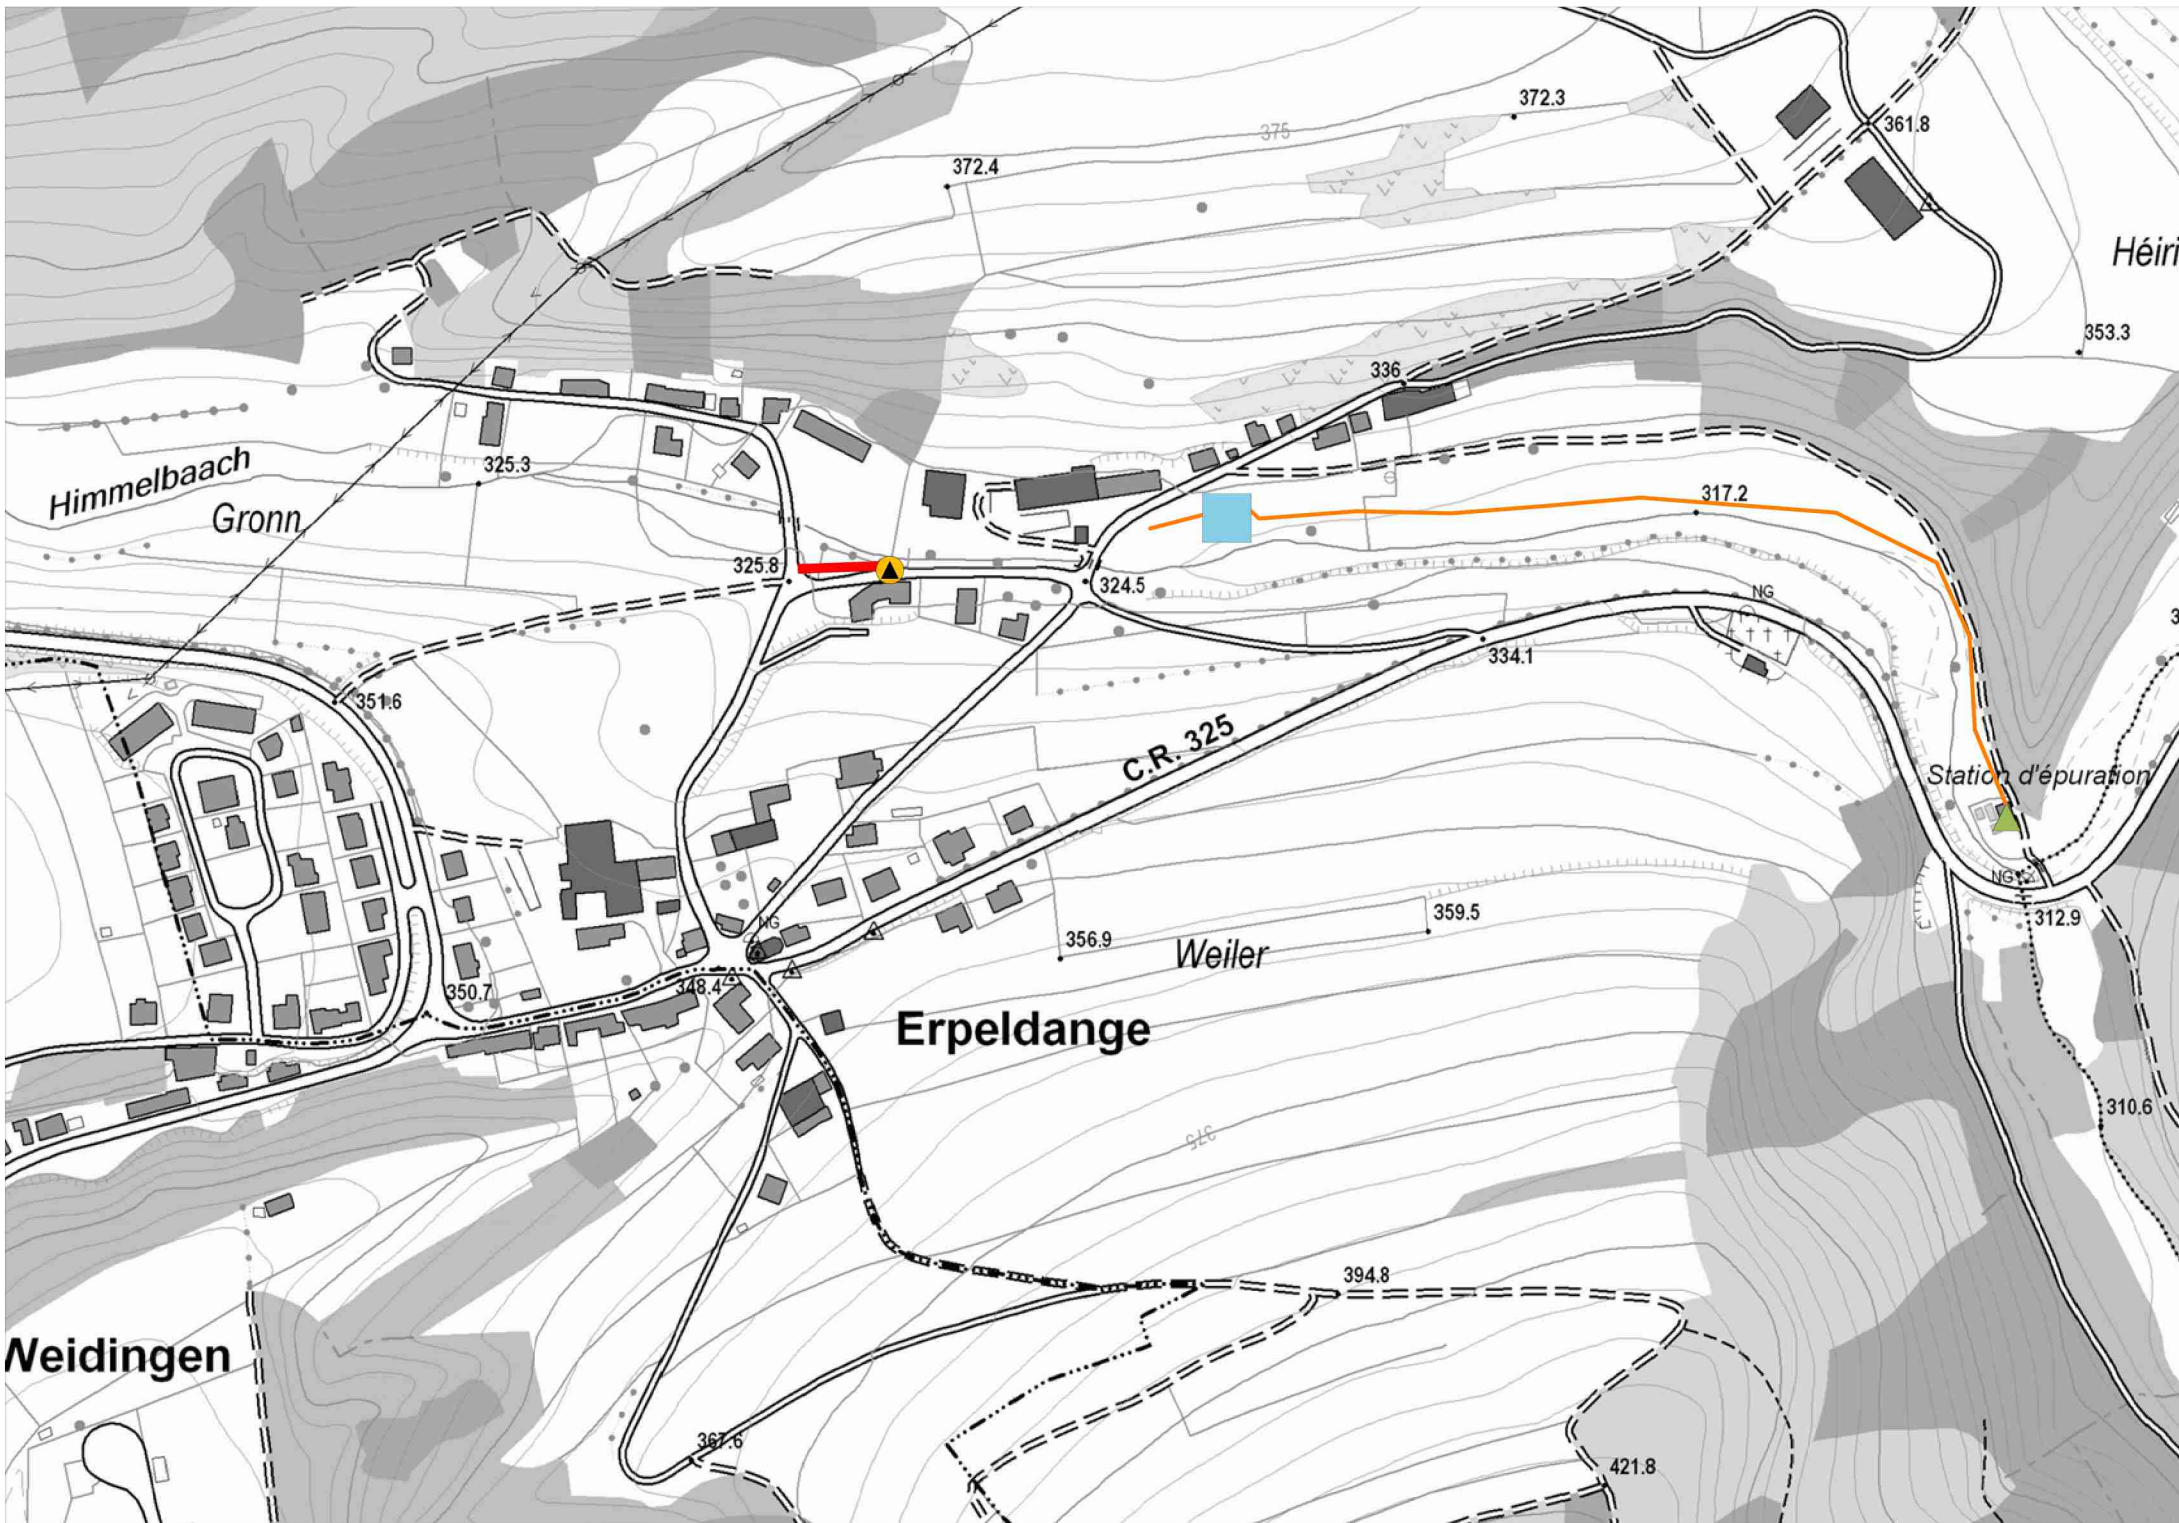 372.3
361.8
375
372.4
Héiri
353.3
336
325.3
Himmelbaach
Gronn
317.2
325.8
324.5
NG
334.1
351.6
C.R. 325
Station d'épuration
NG
312.9
359.5
356.9
Weiler
NG
348.4
350.7
Erpeldange
310.6
375
394.8
Weidingen
367.6
421.8